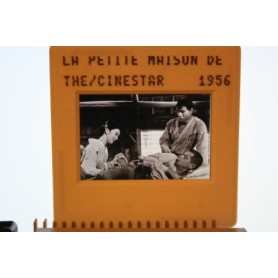 LA PETITE MAISON DE
THE/CINESTAR 1956